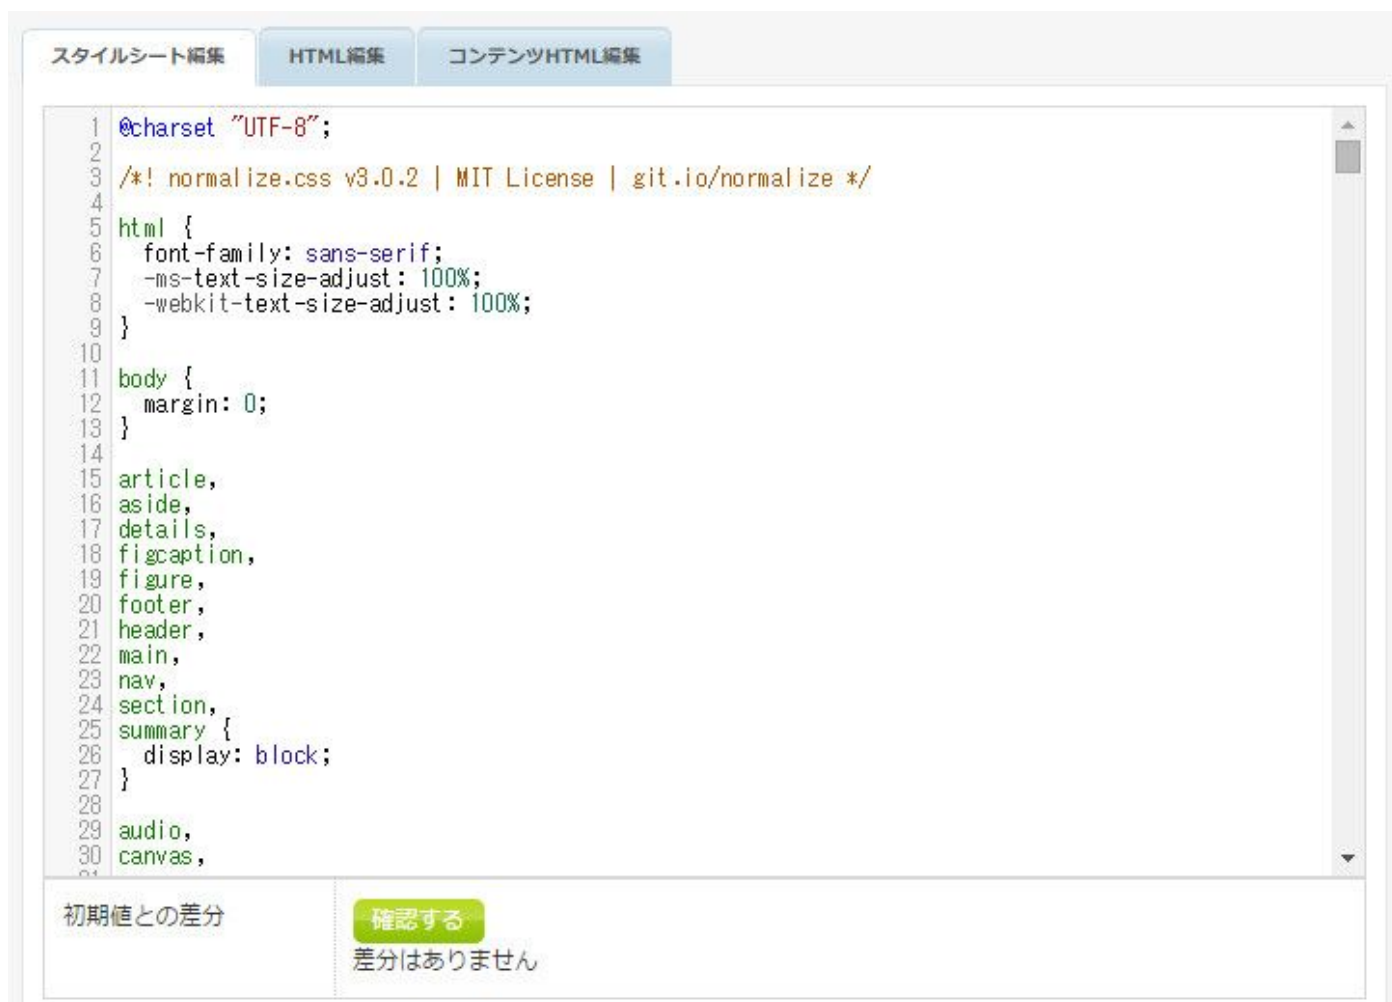 スタイルシート編集 HTML編集 コンテンツHTML編集
1 @charset "UTF-8";
2
3 /*! normalize.css v3.0.2 | MIT License | git.io/normalize */
4
5 html {
6   font-family: sans-serif;
7   -ms-text-size-adjust: 100%;
8   -webkit-text-size-adjust: 100%;
9 }
10
11 body {
12   margin: 0;
13 }
14
15 article,
16 aside,
17 details,
18 figcaption,
19 figure,
20 footer,
21 header,
22 main,
23 nav,
24 section,
25 summary {
26   display: block;
27 }
28
29 audio,
30 canvas,
初期値との差分 確認する
差分はありません